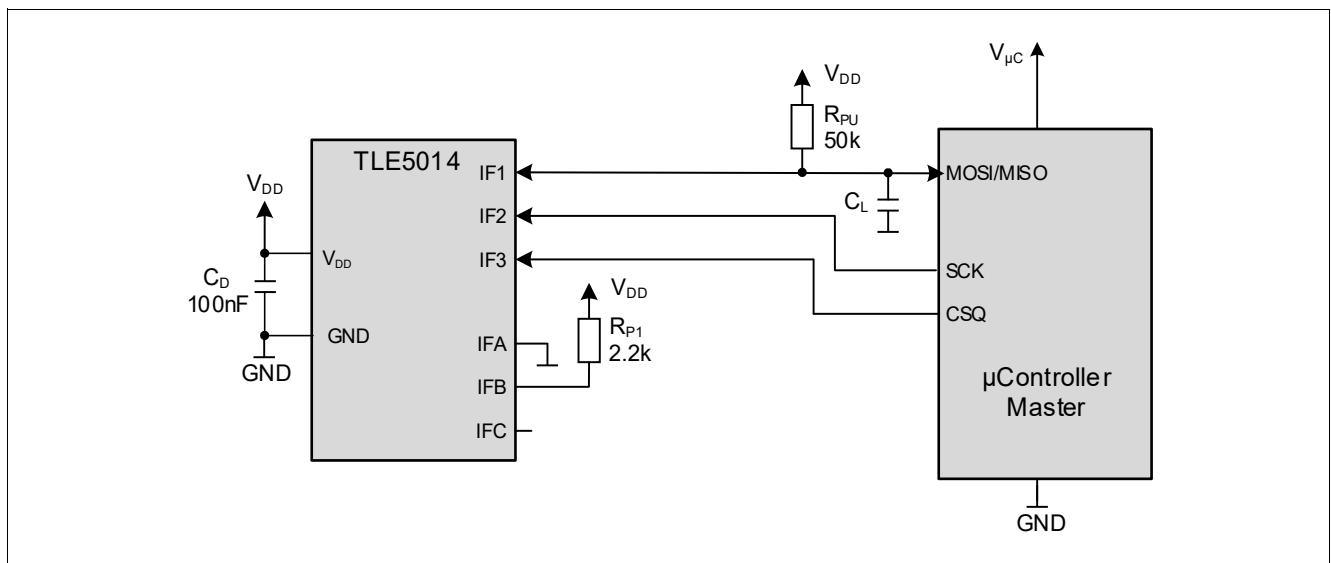 TLE5014
V_DD
C_D
100nF
GND
V_DD
GND
IF1
IF2
IF3
IFA
IFB
IFC
V_DD
R_P1
2.2k
V_DD
R_PU
50k
C_L
V_µC
MOSI/MISO
SCK
CSQ
µController
Master
GND